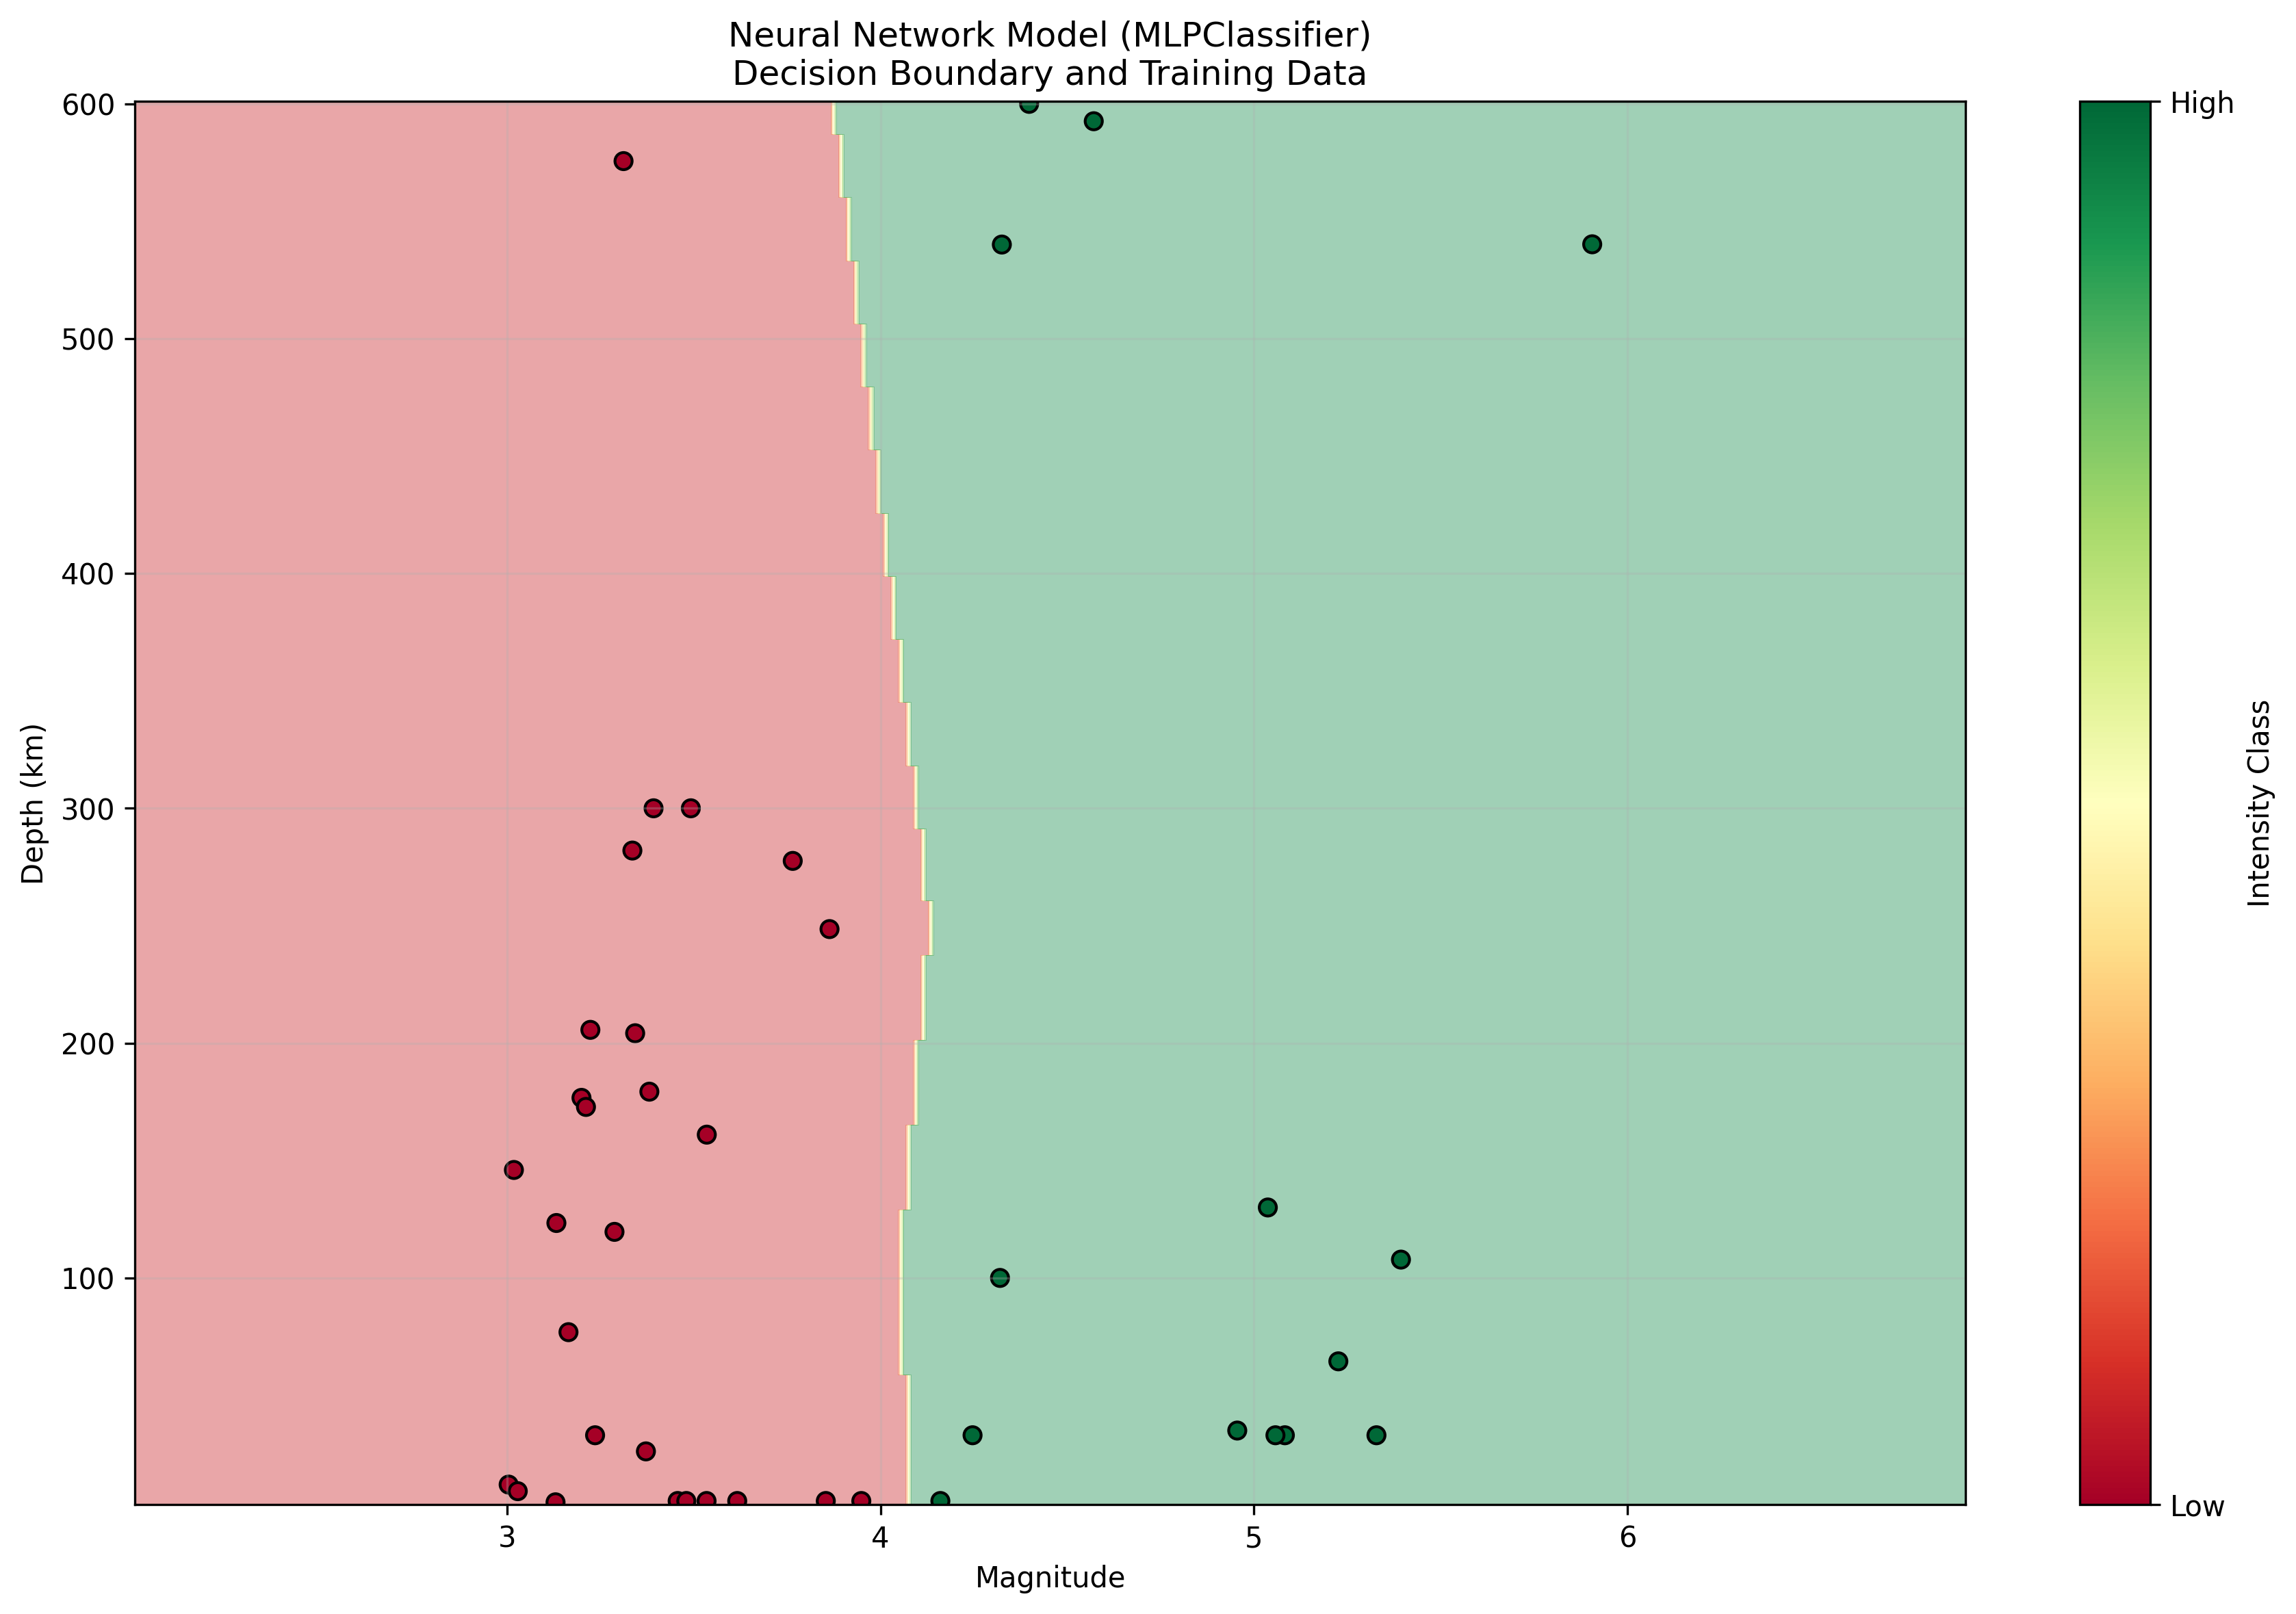 Neural Network Model (MLPClassifier)
Decision Boundary and Training Data
600
500
400
300
200
100
Depth (km)
3
4
5
6
Magnitude
High
Low
Intensity Class